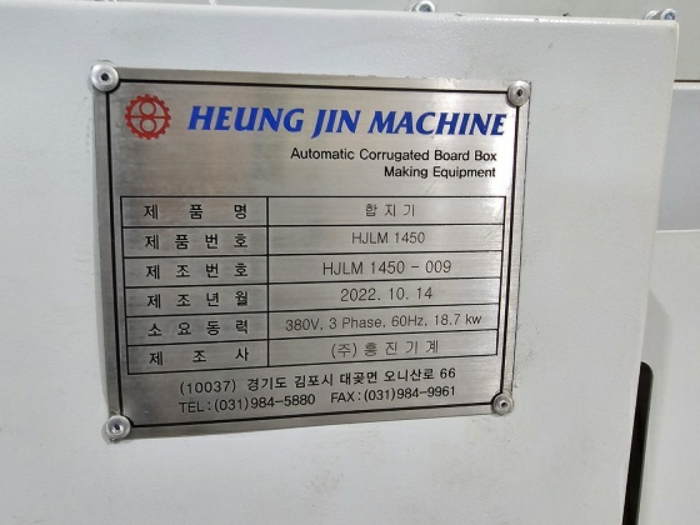 HEUNG JIN MACHINE
Automatic Corrugated Board Box
Making Equipment
제 품 명 합 지 기
제 품 번 호 HJLM 1450
제 조 번 호 HJLM 1450 - 009
제 조 년 월 2022. 10. 14
소 요 동 력 380V, 3 Phase, 60Hz, 18.7 kw
제 조 사 (주) 흥 진 기 계
(10037) 경기도 김포시 대곶면 오니산로 66
TEL : (031)984-5880 FAX : (031)984-9961